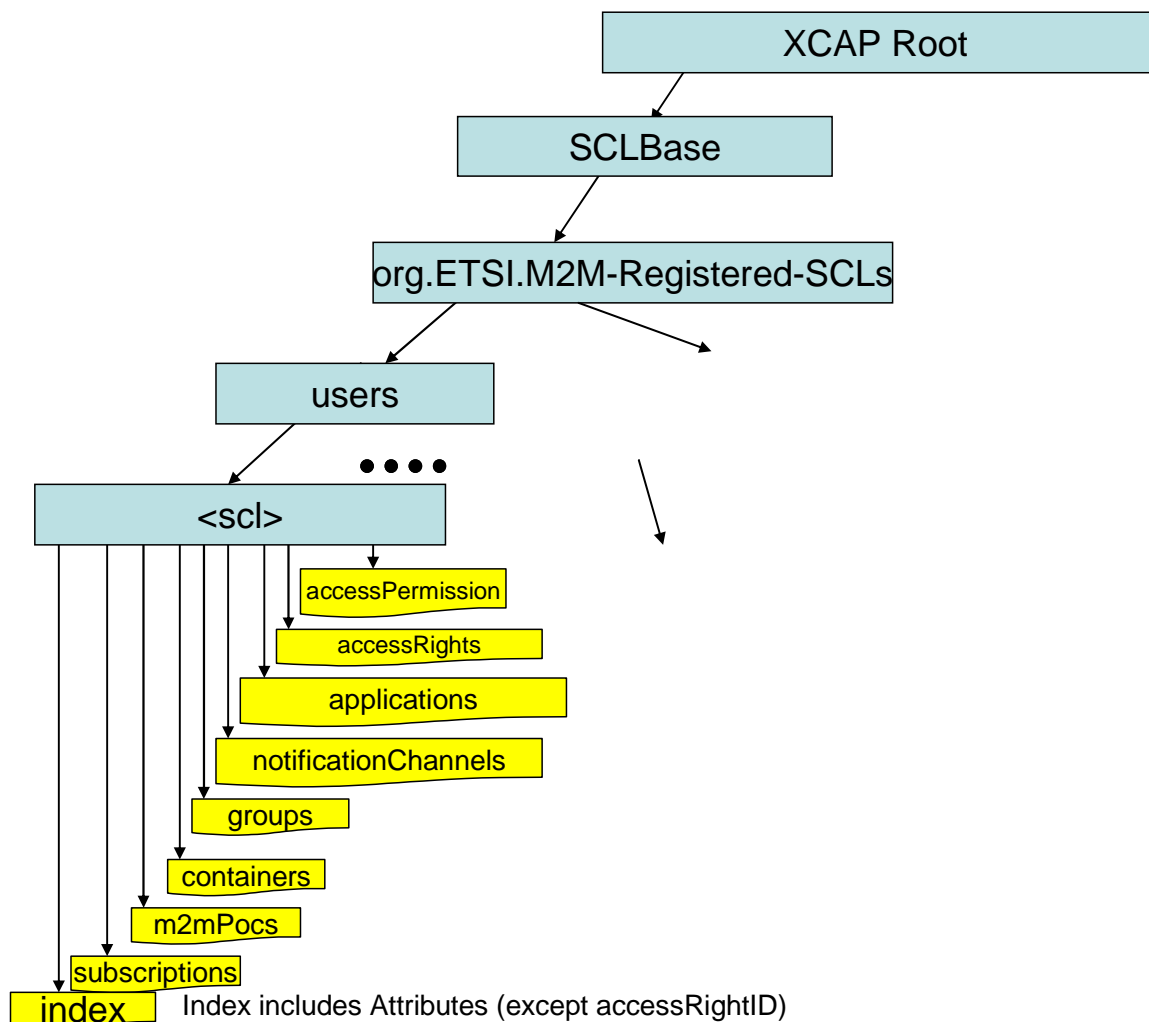 XCAP Root
SCLBase
org.ETSI.M2M-Registered-SCLs
users
<scl>
accessPermission
accessRights
applications
notificationChannels
groups
containers
m2mPocs
subscriptions
index
Index includes Attributes (except accessRightID)